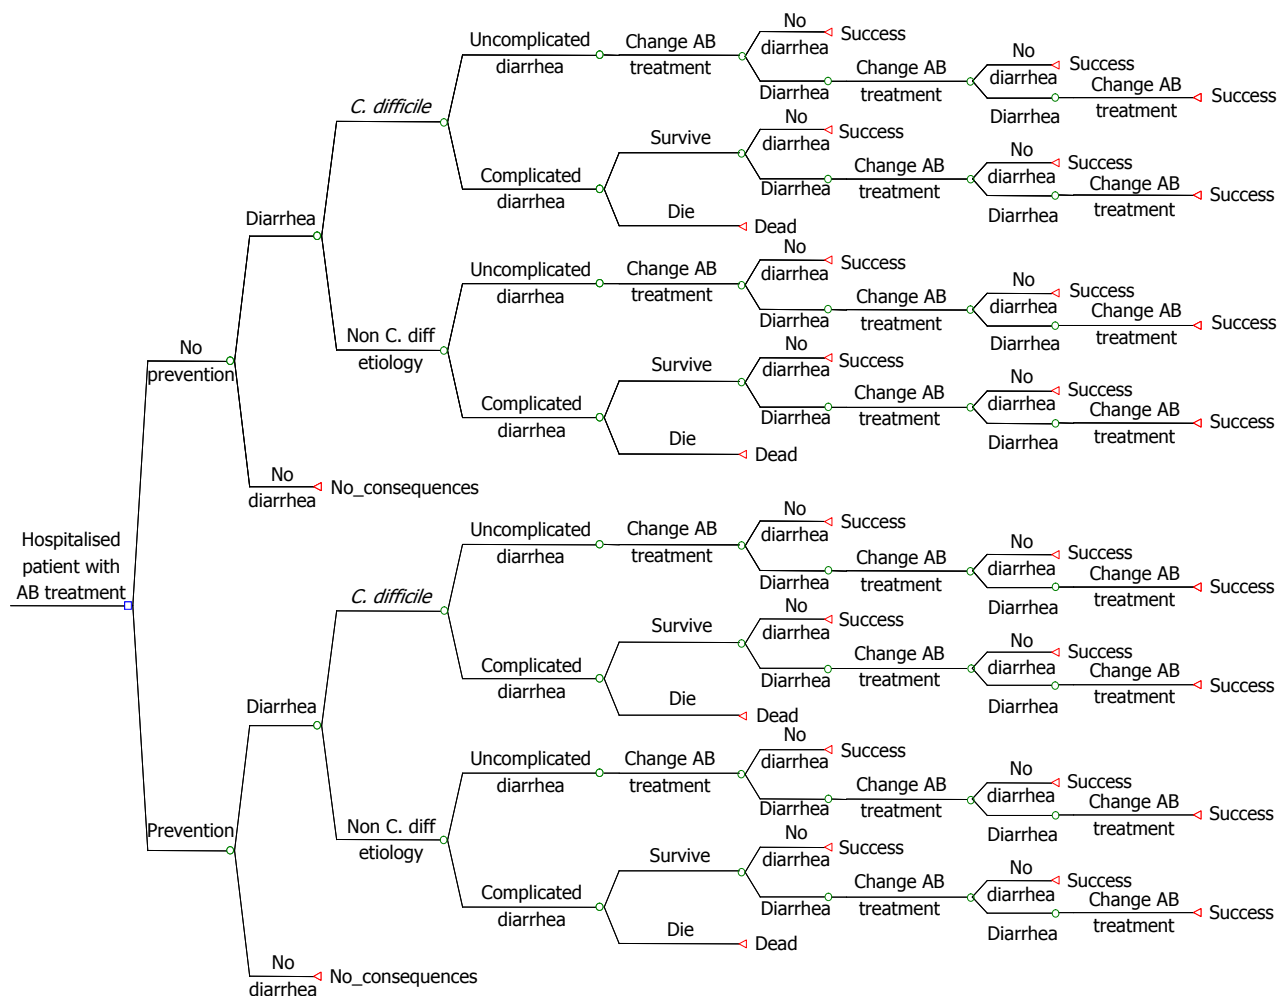 Hospitalised
patient with
AB treatment
No
prevention
Diarrhea
C. difficile
Uncomplicated
diarrhea
Change AB
treatment
No
diarrhea
Success
Diarrhea
Change AB
treatment
No
diarrhea
Success
Diarrhea
Change AB
treatment
Success
Complicated
diarrhea
Survive
No
diarrhea
Success
Diarrhea
Change AB
treatment
No
diarrhea
Success
Diarrhea
Change AB
treatment
Success
Die
Dead
Non C. diff
etiology
Uncomplicated
diarrhea
Change AB
treatment
No
diarrhea
Success
Diarrhea
Change AB
treatment
No
diarrhea
Success
Diarrhea
Change AB
treatment
Success
Complicated
diarrhea
Survive
No
diarrhea
Success
Diarrhea
Change AB
treatment
No
diarrhea
Success
Diarrhea
Change AB
treatment
Success
Die
Dead
No
diarrhea
No_consequences
Prevention
Diarrhea
C. difficile
Uncomplicated
diarrhea
Change AB
treatment
No
diarrhea
Success
Diarrhea
Change AB
treatment
No
diarrhea
Success
Diarrhea
Change AB
treatment
Success
Complicated
diarrhea
Survive
No
diarrhea
Success
Diarrhea
Change AB
treatment
No
diarrhea
Success
Diarrhea
Change AB
treatment
Success
Die
Dead
Non C. diff
etiology
Uncomplicated
diarrhea
Change AB
treatment
No
diarrhea
Success
Diarrhea
Change AB
treatment
No
diarrhea
Success
Diarrhea
Change AB
treatment
Success
Complicated
diarrhea
Survive
No
diarrhea
Success
Diarrhea
Change AB
treatment
No
diarrhea
Success
Diarrhea
Change AB
treatment
Success
Die
Dead
No
diarrhea
No_consequences